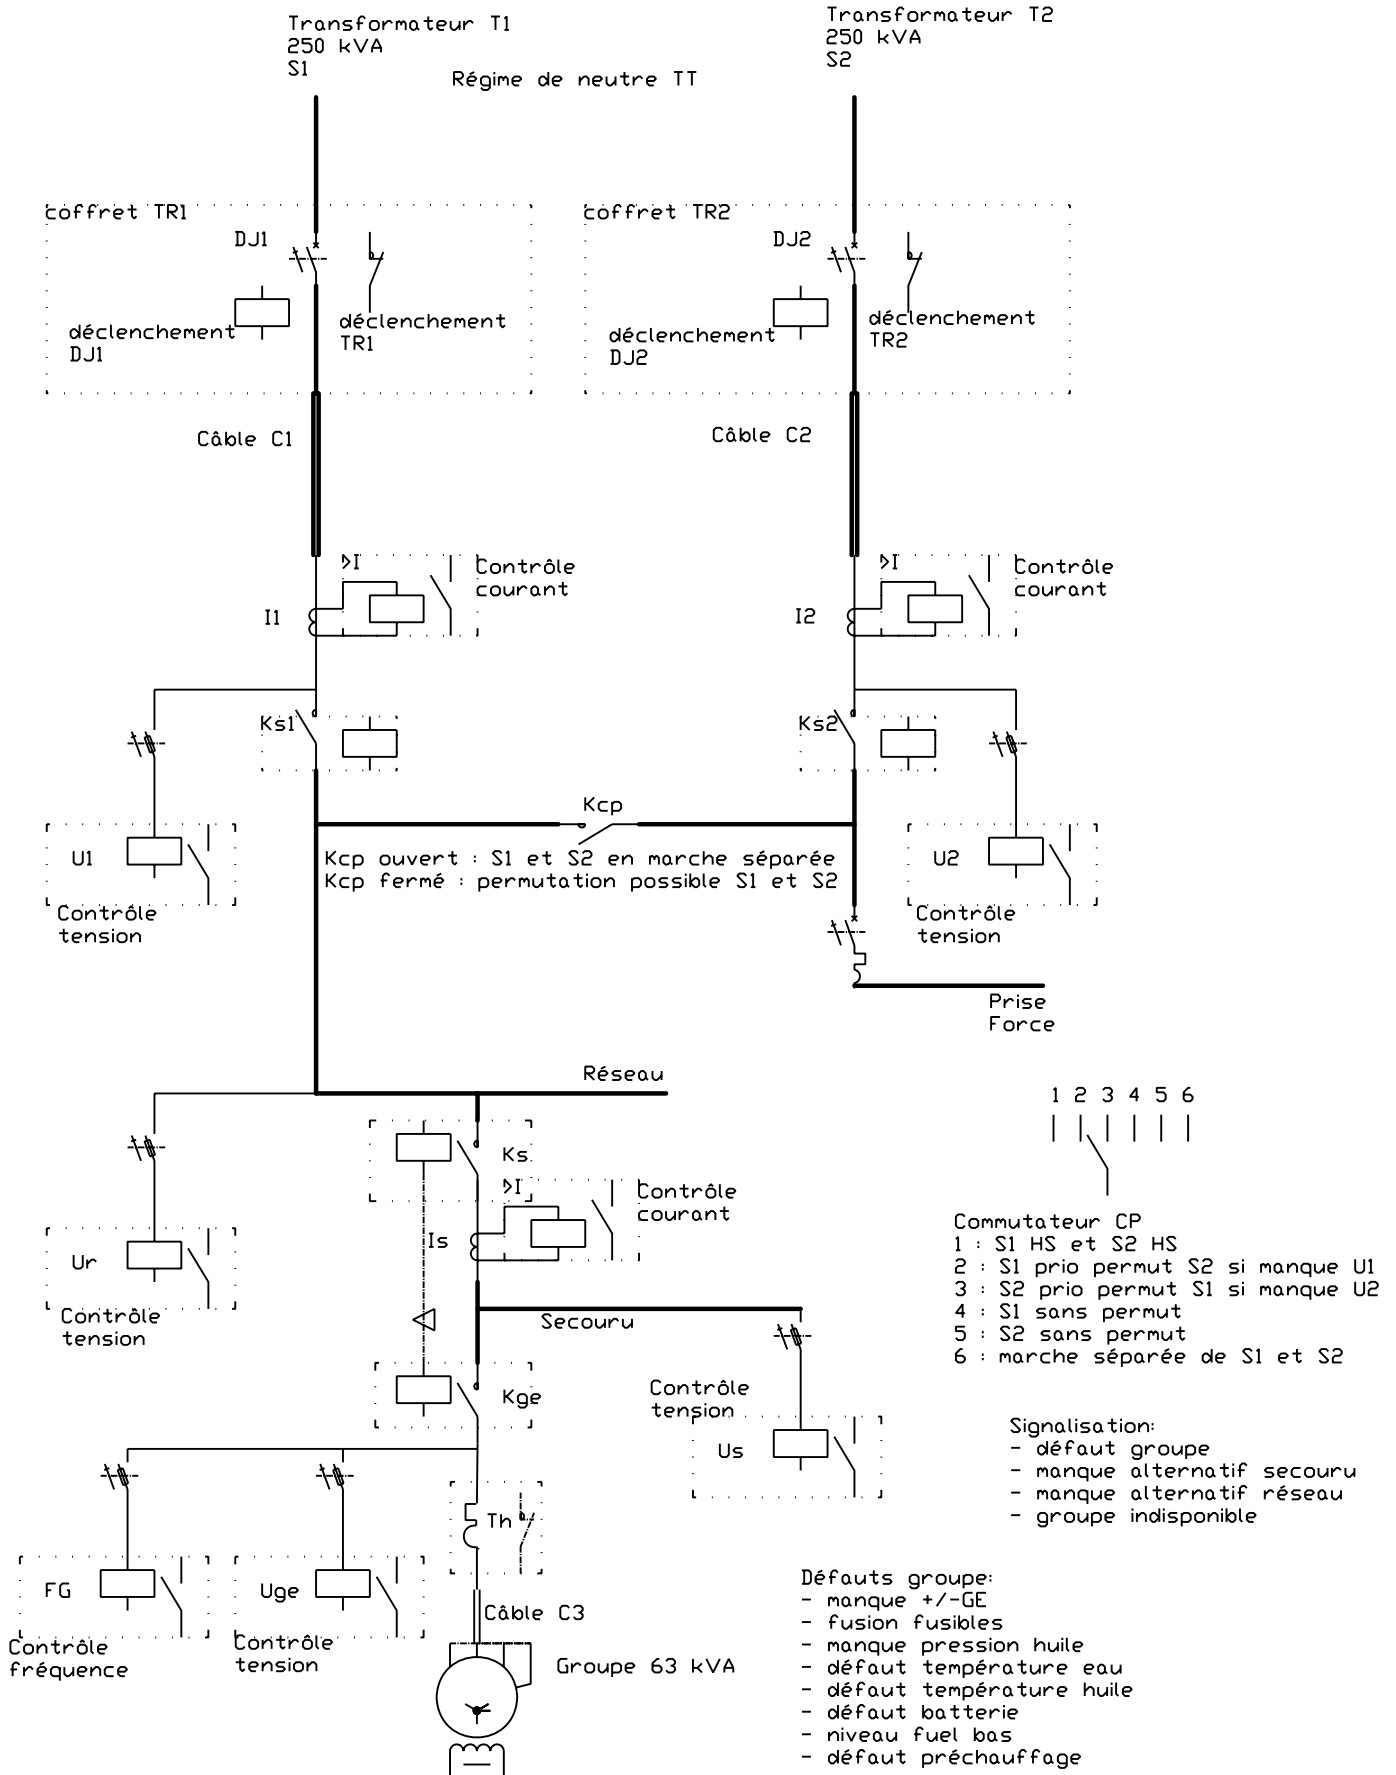 Transformateur T1
250 kVA
S1
Transformateur T2
250 kVA
S2
Régime de neutre TT
coffret TR1
DJ1
déclenchement
DJ1
déclenchement
TR1
coffret TR2
DJ2
déclenchement
DJ2
déclenchement
TR2
Câble C1
Câble C2
>I
Contrôle
courant
I1
>I
Contrôle
courant
I2
Ks1
Ks2
Kcp
U1
Contrôle
tension
Kcp ouvert : S1 et S2 en marche séparée
Kcp fermé : permutation possible S1 et S2
U2
Contrôle
tension
Prise
Force
Réseau
1 2 3 4 5 6
Ks
>I
Contrôle
courant
Is
Ur
Contrôle
tension
Commutateur CP
1 : S1 HS et S2 HS
2 : S1 prio permut S2 si manque U1
3 : S2 prio permut S1 si manque U2
4 : S1 sans permut
5 : S2 sans permut
6 : marche séparée de S1 et S2
Secouru
Kge
Contrôle
tension
Us
Signalisation:
- défaut groupe
- manque alternatif secouru
- manque alternatif réseau
- groupe indisponible
Th
FG
Contrôle
fréquence
Uge
Contrôle
tension
Câble C3
Groupe 63 kVA
Défauts groupe:
- manque +/-GE
- fusion fusibles
- manque pression huile
- défaut température eau
- défaut température huile
- défaut batterie
- niveau fuel bas
- défaut préchauffage